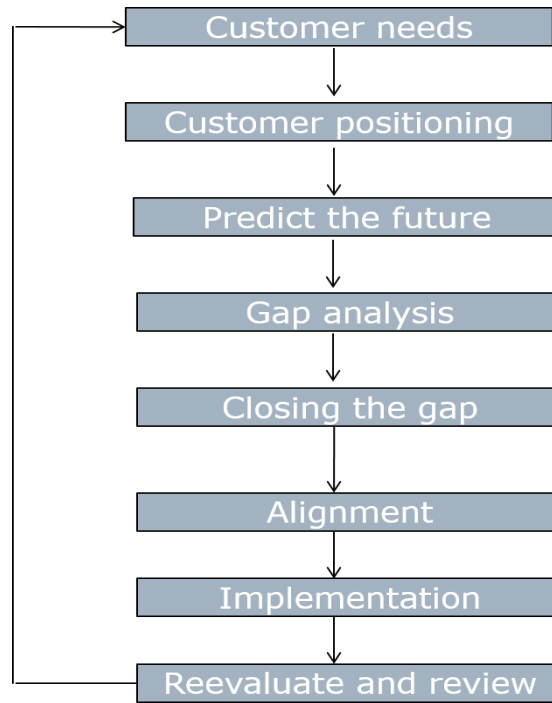 Customer needs
Customer positioning
Predict the future
Gap analysis
Closing the gap
Alignment
Implementation
Reevaluate and review